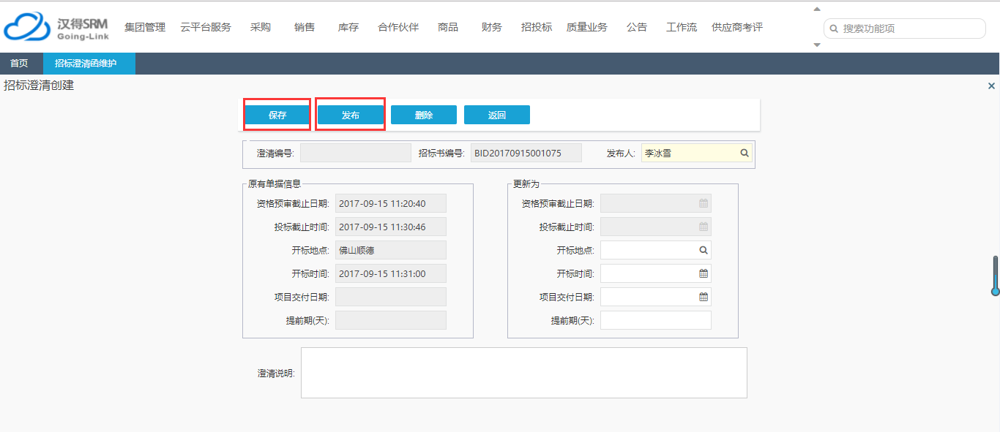 汉得SRM
Going-Link
集团管理 云平台服务 采购 销售 库存 合作伙伴 商品 财务 招投标 质量业务 公告 工作流 供应商考评
搜索功能项
首页 招标澄清函维护
招标澄清创建
保存 发布 删除 返回
澄清编号: 招标书编号: BID20170915001075 发布人: 李冰雪
原有单据信息
资格预审截止日期: 2017-09-15 11:20:40
投标截止时间: 2017-09-15 11:30:46
开标地点: 佛山顺德
开标时间: 2017-09-15 11:31:00
项目交付日期:
提前期(天):
更新为
资格预审截止日期:
投标截止时间:
开标地点:
开标时间:
项目交付日期:
提前期(天):
澄清说明: